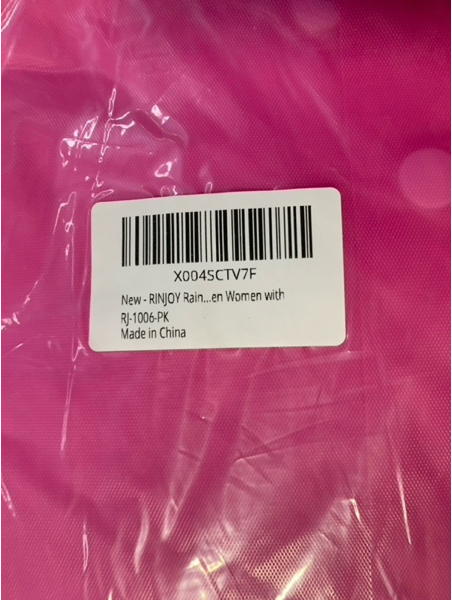 X004SCTV7F
New - RINJOY Rain...en Women with
RJ-1006-PK
Made in China